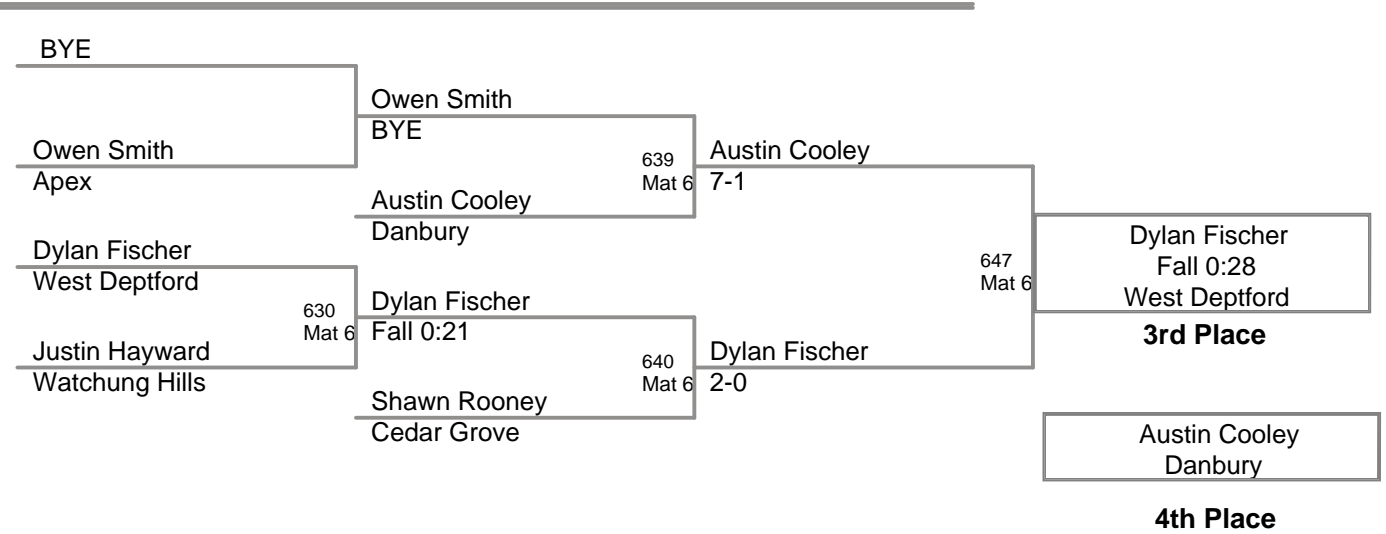 BYE
Owen Smith
Apex
Dylan Fischer
West Deptford
630
Mat 6
Justin Hayward
Watchung Hills
Owen Smith
BYE
639
Mat 6
Austin Cooley
Danbury
Dylan Fischer
Fall 0:21
640
Mat 6
Shawn Rooney
Cedar Grove
Austin Cooley
7-1
647
Mat 6
Dylan Fischer
2-0
Dylan Fischer
Fall 0:28
West Deptford
3rd Place
Austin Cooley
Danbury
4th Place